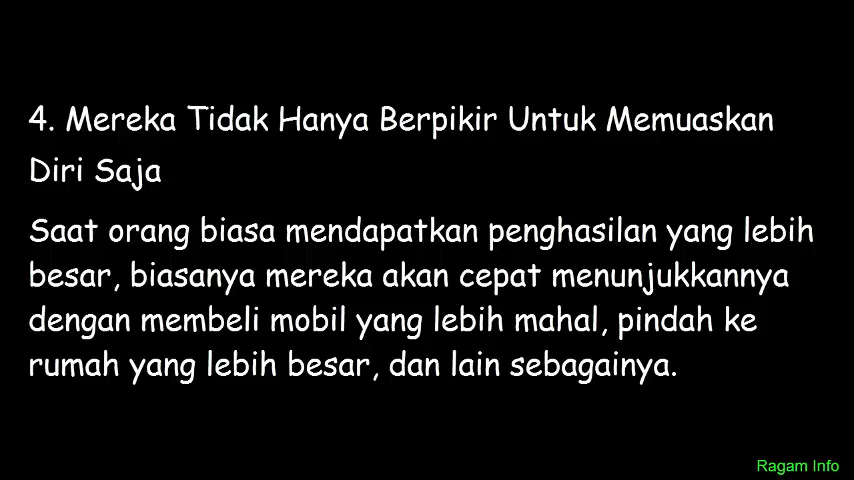 4. Mereka Tidak Hanya Berpikir Untuk Memuaskan
Diri Saja
Saat orang biasa mendapatkan penghasilan yang lebih
besar, biasanya mereka akan cepat menunjukkannya
dengan membeli mobil yang lebih mahal, pindah ke
rumah yang lebih besar, dan lain sebagainya.
Ragam Info